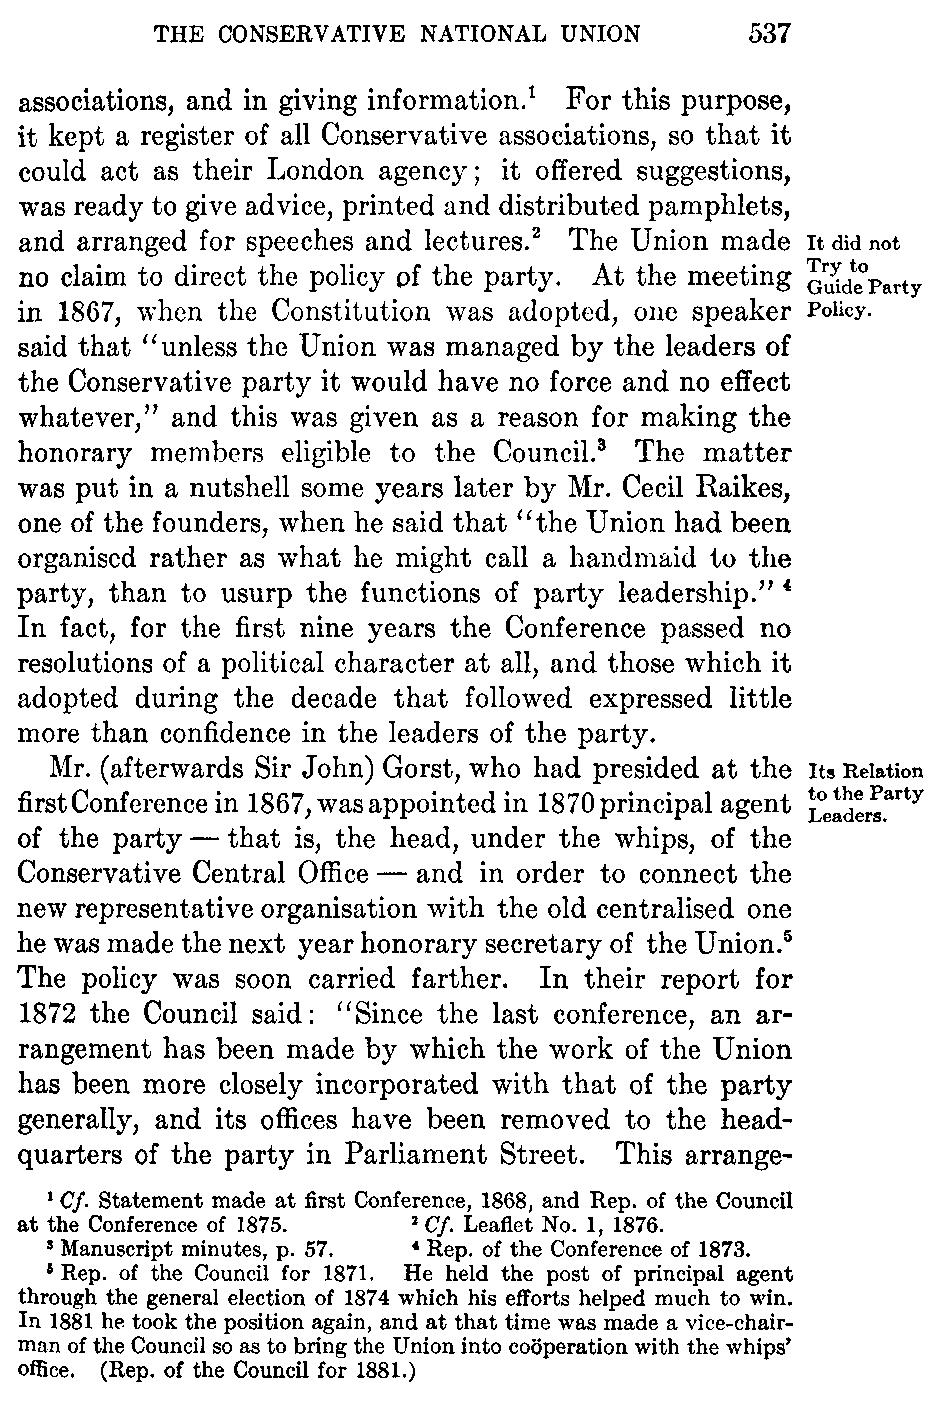 THE CONSERVATIVE NATIONAL UNION 537
associations, and in giving information.¹ For this purpose,
it kept a register of all Conservative associations, so that it
could act as their London agency; it offered suggestions,
was ready to give advice, printed and distributed pamphlets,
and arranged for speeches and lectures.² The Union made
no claim to direct the policy of the party. At the meeting
in 1867, when the Constitution was adopted, one speaker
said that "unless the Union was managed by the leaders of
the Conservative party it would have no force and no effect
whatever," and this was given as a reason for making the
honorary members eligible to the Council.³ The matter
was put in a nutshell some years later by Mr. Cecil Raikes,
one of the founders, when he said that "the Union had been
organised rather as what he might call a handmaid to the
party, than to usurp the functions of party leadership." ⁴
In fact, for the first nine years the Conference passed no
resolutions of a political character at all, and those which it
adopted during the decade that followed expressed little
more than confidence in the leaders of the party.
It did not
Try to
Guide Party
Policy.
Mr. (afterwards Sir John) Gorst, who had presided at the
first Conference in 1867, was appointed in 1870 principal agent
of the party — that is, the head, under the whips, of the
Conservative Central Office — and in order to connect the
new representative organisation with the old centralised one
he was made the next year honorary secretary of the Union.⁵
The policy was soon carried farther. In their report for
1872 the Council said: "Since the last conference, an ar-
rangement has been made by which the work of the Union
has been more closely incorporated with that of the party
generally, and its offices have been removed to the head-
quarters of the party in Parliament Street. This arrange-
Its Relation
to the Party
Leaders.
¹ Cf. Statement made at first Conference, 1868, and Rep. of the Council
at the Conference of 1875. ² Cf. Leaflet No. 1, 1876.
³ Manuscript minutes, p. 57. ⁴ Rep. of the Conference of 1873.
⁵ Rep. of the Council for 1871. He held the post of principal agent
through the general election of 1874 which his efforts helped much to win.
In 1881 he took the position again, and at that time was made a vice-chair-
man of the Council so as to bring the Union into coöperation with the whips'
office. (Rep. of the Council for 1881.)